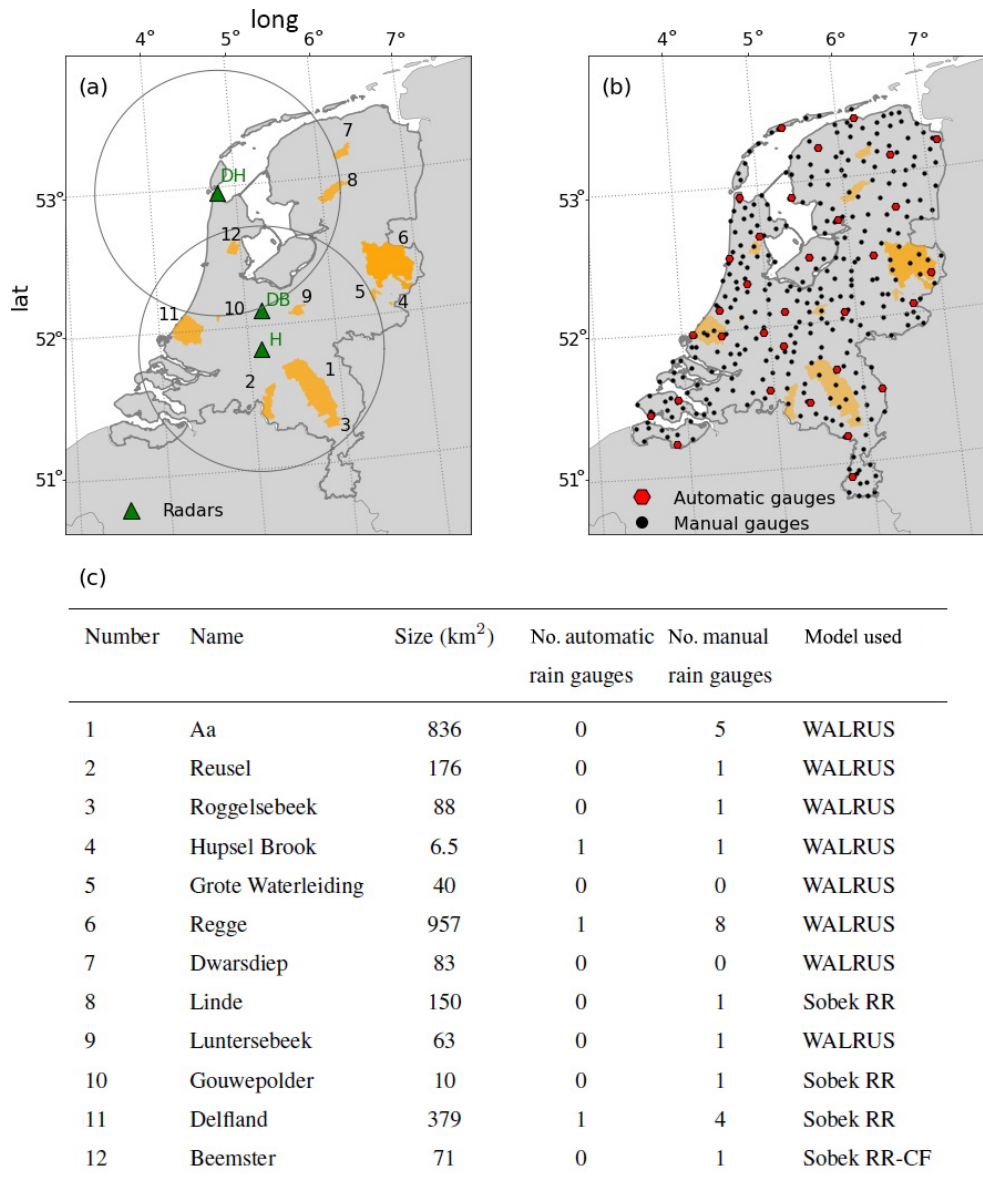 long
4° 5° 6° 7°
4° 5° 6° 7°
(a)
7
DH
8
53°
12
6
lat
DB
9
5
10
4
11
52°
H
1
2
3
51°
Radars
(b)
53°
52°
51°
Automatic gauges
Manual gauges
(c)
Number Name Size (km²) No. automatic No. manual Model used
rain gauges rain gauges
1 Aa 836 0 5 WALRUS
2 Reusel 176 0 1 WALRUS
3 Roggelsebeek 88 0 1 WALRUS
4 Hupsel Brook 6.5 1 1 WALRUS
5 Grote Waterleiding 40 0 0 WALRUS
6 Regge 957 1 8 WALRUS
7 Dwarsdiep 83 0 0 WALRUS
8 Linde 150 0 1 Sobek RR
9 Luntersebeek 63 0 1 WALRUS
10 Gouwepolder 10 0 1 Sobek RR
11 Delfland 379 1 4 Sobek RR
12 Beemster 71 0 1 Sobek RR-CF